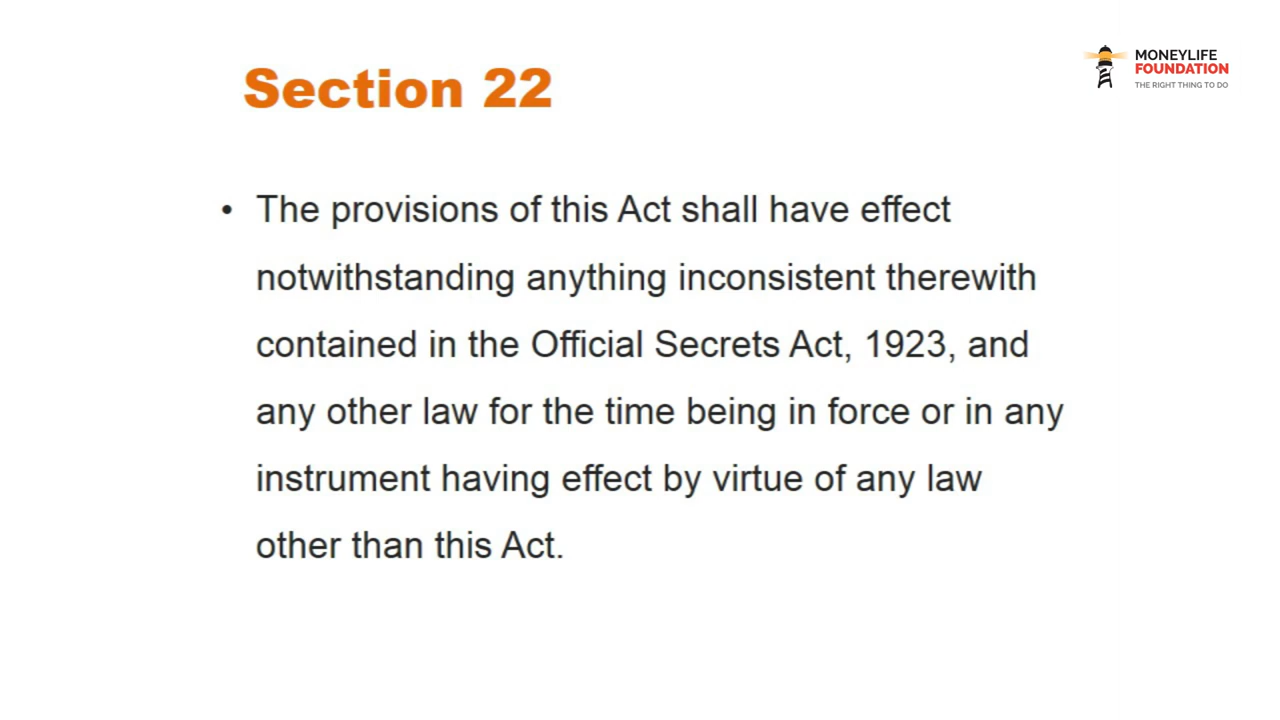 MONEYLIFE
FOUNDATION
THE RIGHT THING TO DO
Section 22
• The provisions of this Act shall have effect
notwithstanding anything inconsistent therewith
contained in the Official Secrets Act, 1923, and
any other law for the time being in force or in any
instrument having effect by virtue of any law
other than this Act.